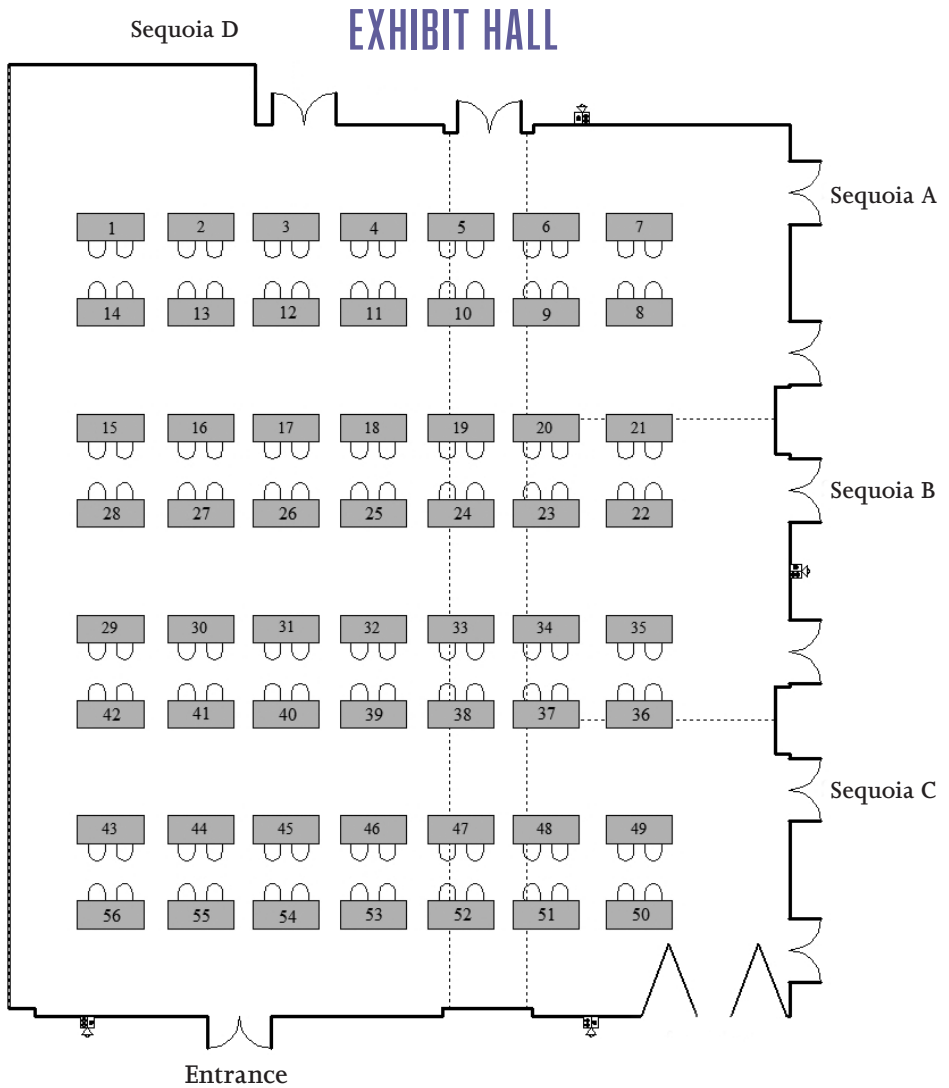 Sequoia D
EXHIBIT HALL
Sequoia A
1 2 3 4 5 6 7
14 13 12 11 10 9 8
15 16 17 18 19 20 21
Sequoia B
28 27 26 25 24 23 22
29 30 31 32 33 34 35
42 41 40 39 38 37 36
Sequoia C
43 44 45 46 47 48 49
56 55 54 53 52 51 50
Entrance